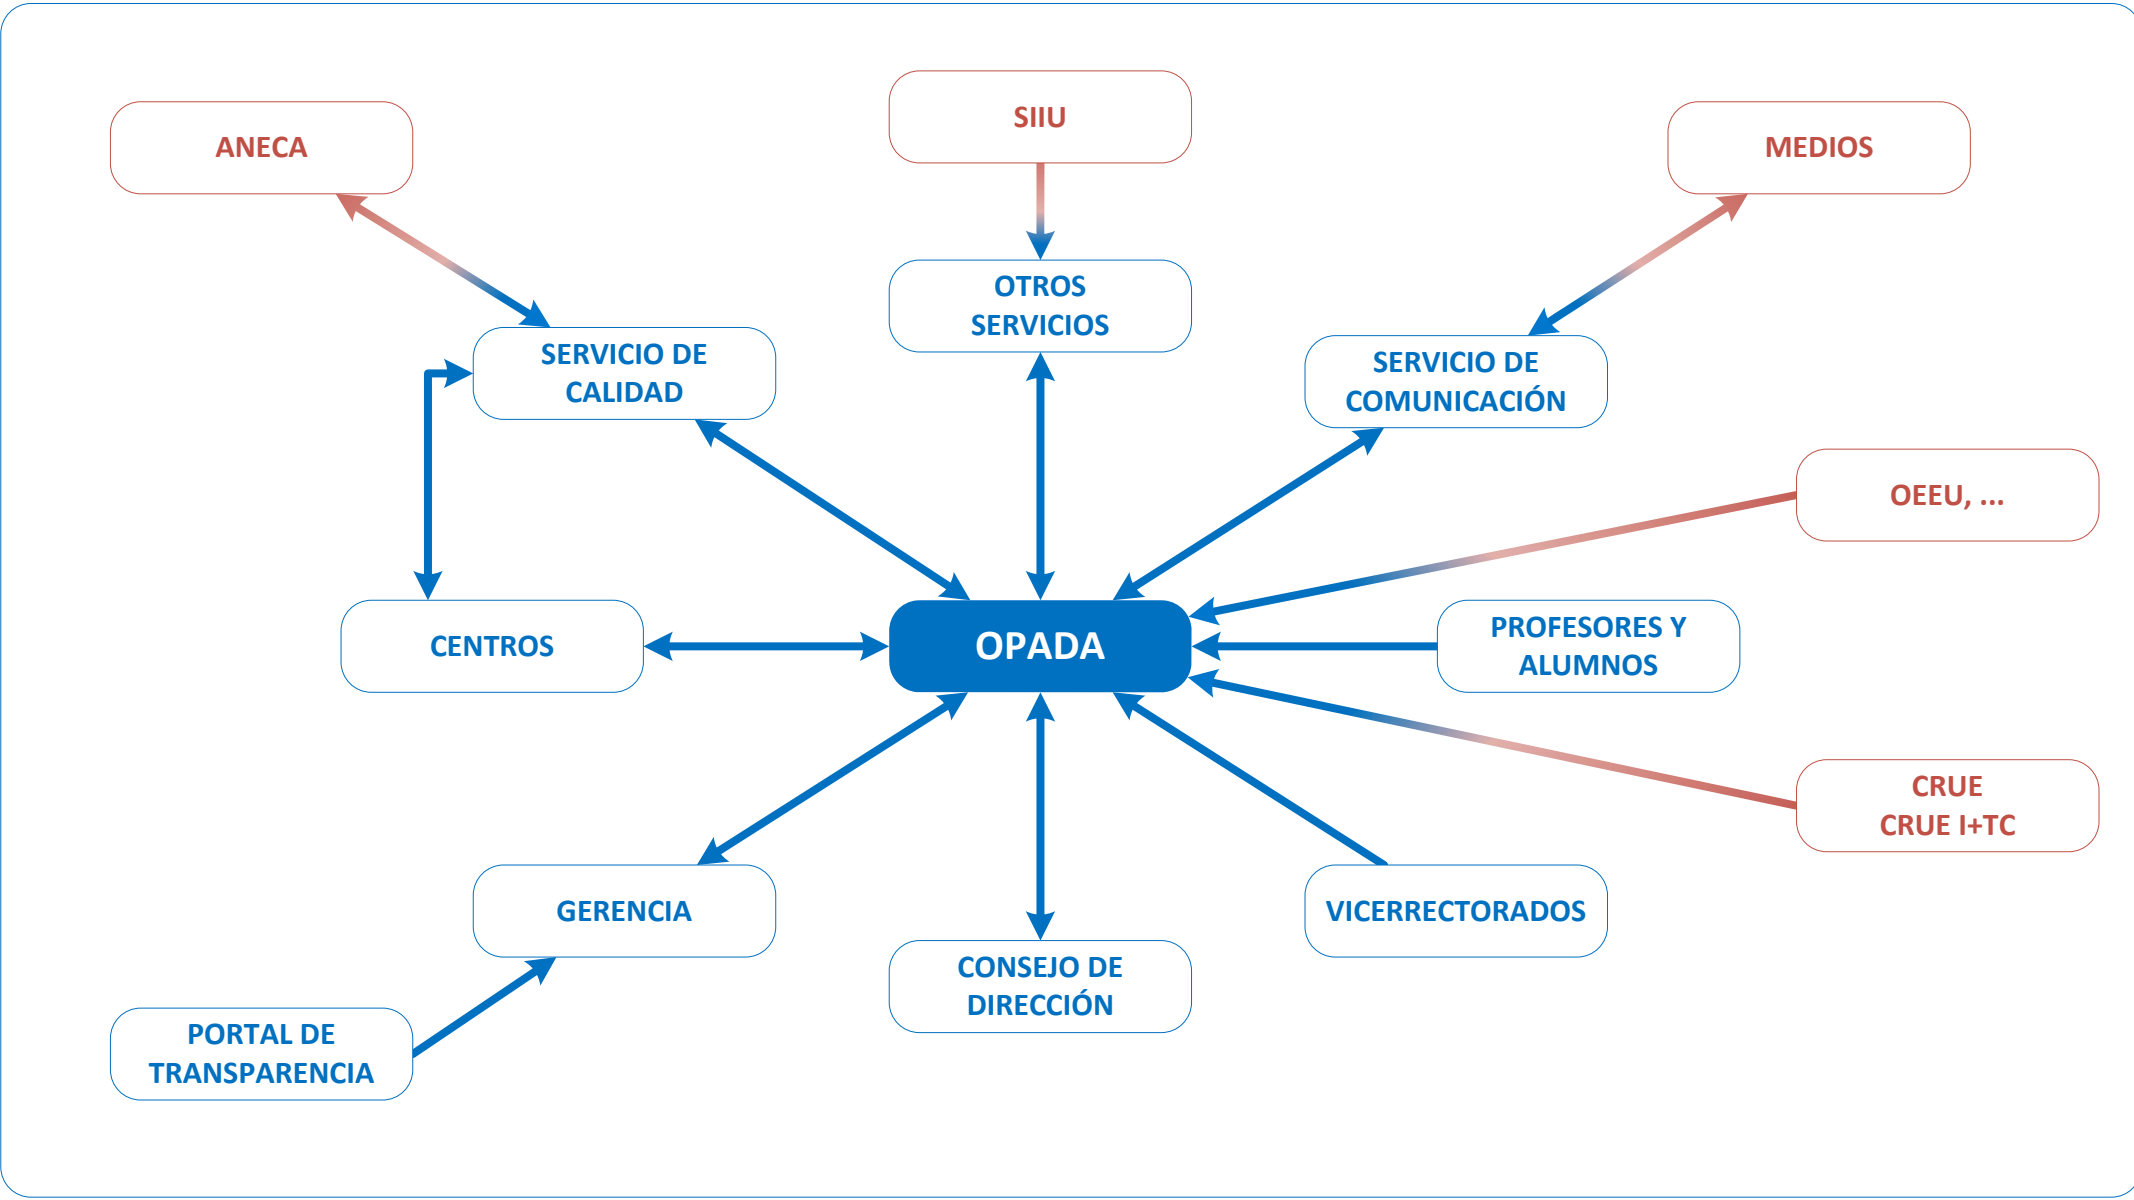 SIIU
ANECA
MEDIOS
OTROS
SERVICIOS
SERVICIO DE
CALIDAD
SERVICIO DE
COMUNICACIÓN
OEEU, ...
CENTROS
OPADA
PROFESORES Y
ALUMNOS
CRUE
CRUE I+TC
GERENCIA
VICERRECTORADOS
CONSEJO DE
DIRECCIÓN
PORTAL DE
TRANSPARENCIA